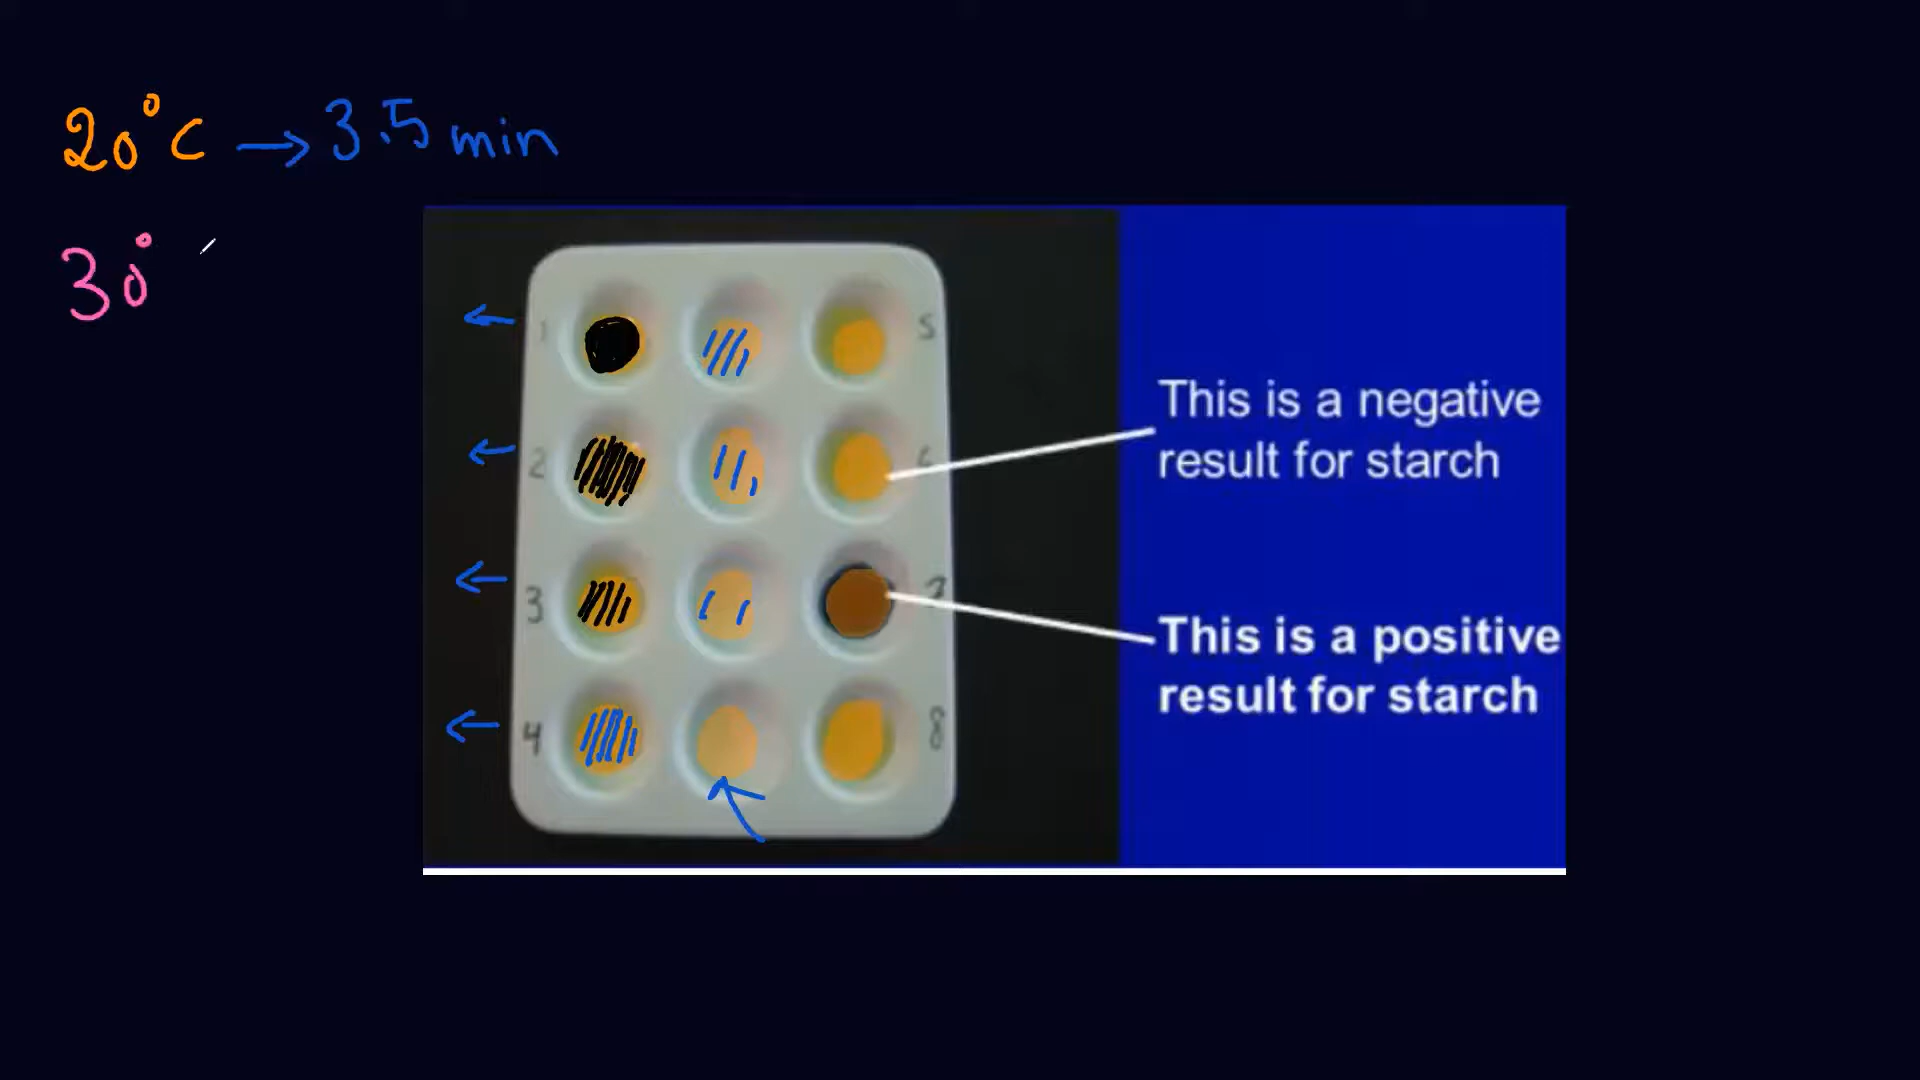 20°C → 3.5 min
30°
1
5
2
6
3
7
4
8
This is a negative
result for starch
This is a positive
result for starch